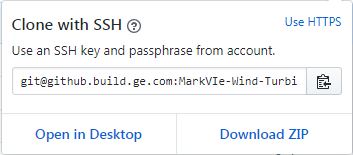 Clone with SSH ?
Use HTTPS
Use an SSH key and passphrase from account.
git@github.build.ge.com:MarkVIe-Wind-Turbi
Open in Desktop
Download ZIP